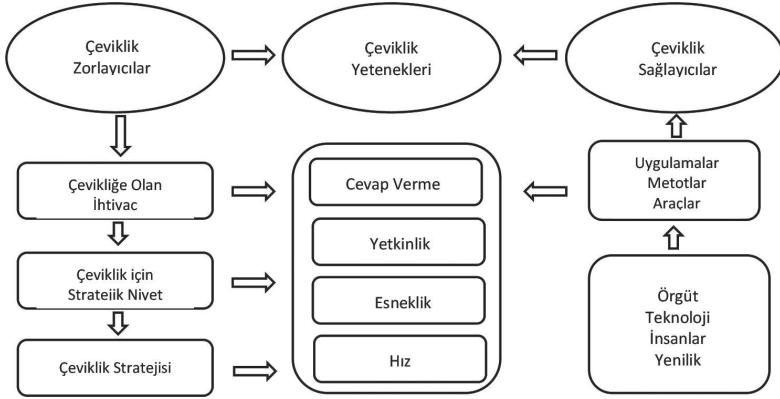 Çeviklik
Zorlayıcılar
Çeviklik
Yetenekleri
Çeviklik
Sağlayıcılar
Çevikliğe Olan
İhtivac
Çeviklik için
Strateiik Nivet
Çeviklik Stratejisi
Cevap Verme
Yetkinlik
Esneklik
Hız
Uygulamalar
Metotlar
Araçlar
Örgüt
Teknoloji
İnsanlar
Yenilik